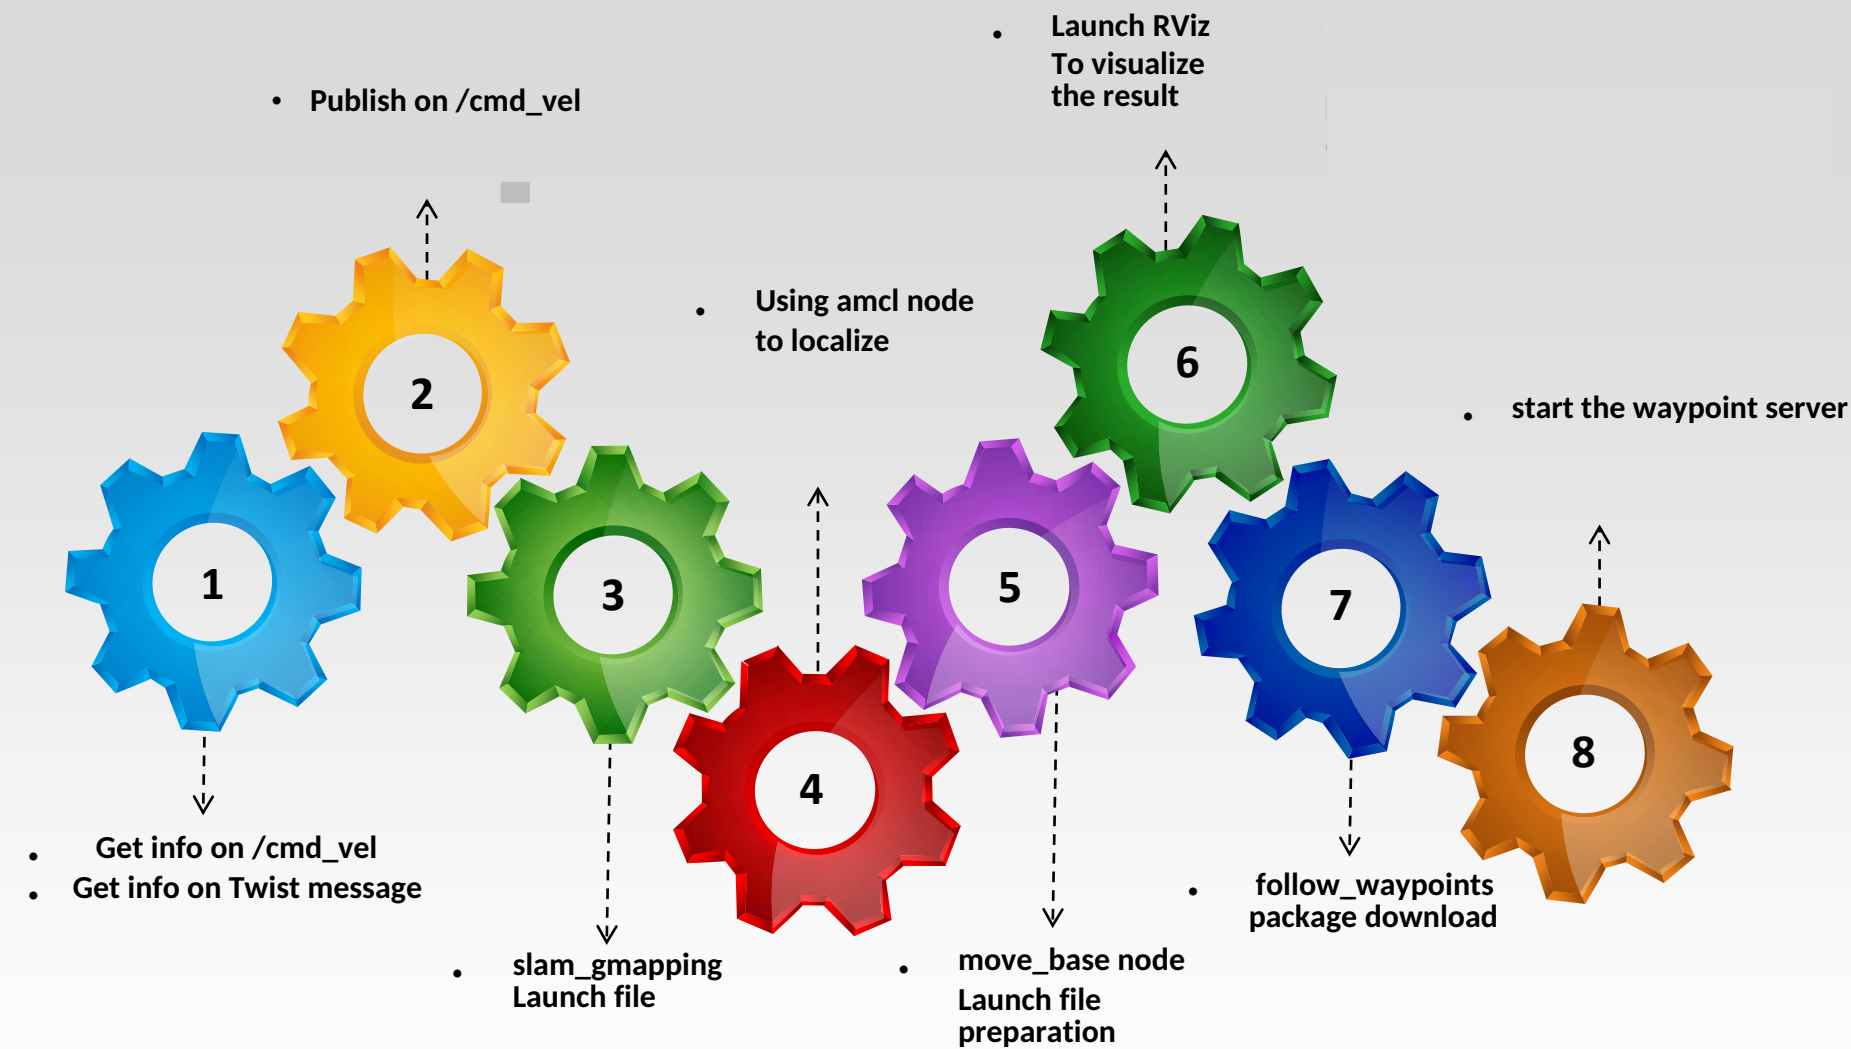 • Launch RViz
To visualize
the result
• Publish on /cmd_vel
• Using amcl node
to localize
• start the waypoint server
1
2
3
4
5
6
7
8
• Get info on /cmd_vel
• Get info on Twist message
• slam_gmapping
Launch file
• move_base node
Launch file
preparation
• follow_waypoints
package download